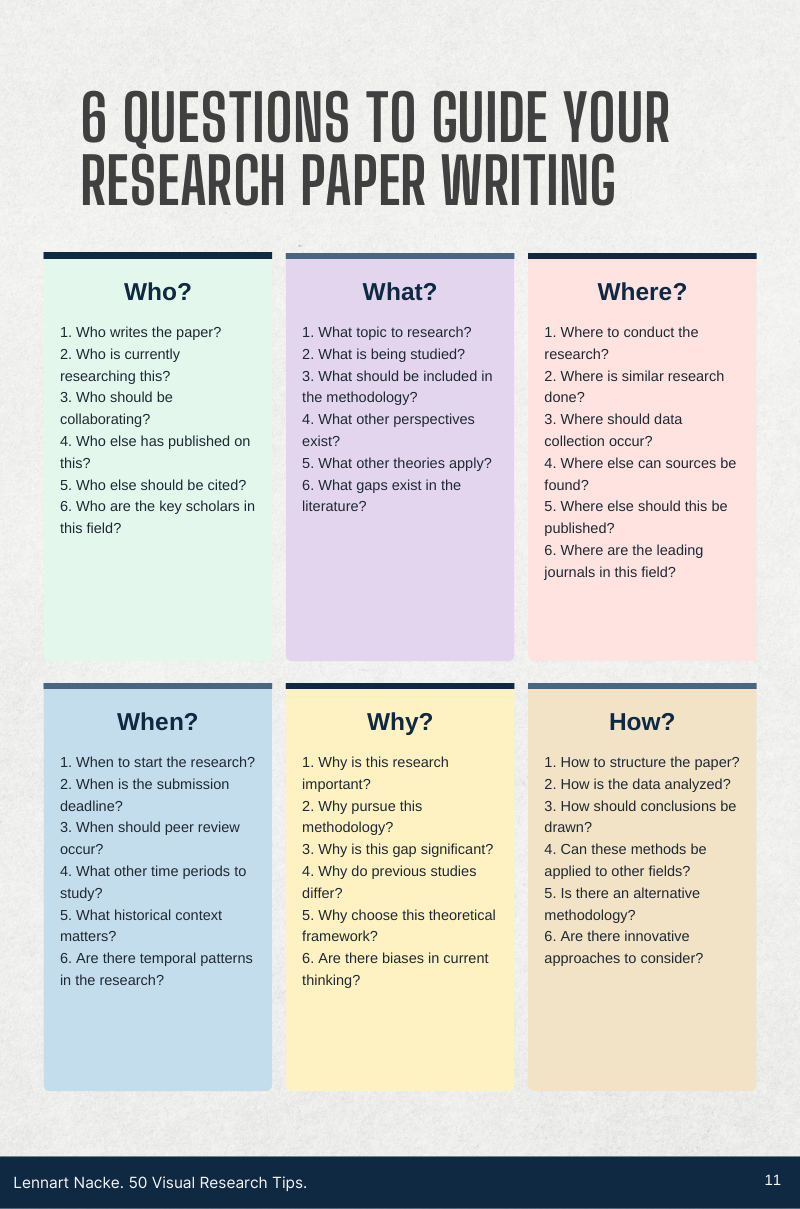 6 QUESTIONS TO GUIDE YOUR
RESEARCH PAPER WRITING
Who?
1. Who writes the paper?
2. Who is currently
researching this?
3. Who should be
collaborating?
4. Who else has published on
this?
5. Who else should be cited?
6. Who are the key scholars in
this field?
What?
1. What topic to research?
2. What is being studied?
3. What should be included in
the methodology?
4. What other perspectives
exist?
5. What other theories apply?
6. What gaps exist in the
literature?
Where?
1. Where to conduct the
research?
2. Where is similar research
done?
3. Where should data
collection occur?
4. Where else can sources be
found?
5. Where else should this be
published?
6. Where are the leading
journals in this field?
When?
1. When to start the research?
2. When is the submission
deadline?
3. When should peer review
occur?
4. What other time periods to
study?
5. What historical context
matters?
6. Are there temporal patterns
in the research?
Why?
1. Why is this research
important?
2. Why pursue this
methodology?
3. Why is this gap significant?
4. Why do previous studies
differ?
5. Why choose this theoretical
framework?
6. Are there biases in current
thinking?
How?
1. How to structure the paper?
2. How is the data analyzed?
3. How should conclusions be
drawn?
4. Can these methods be
applied to other fields?
5. Is there an alternative
methodology?
6. Are there innovative
approaches to consider?
Lennart Nacke. 50 Visual Research Tips.
11